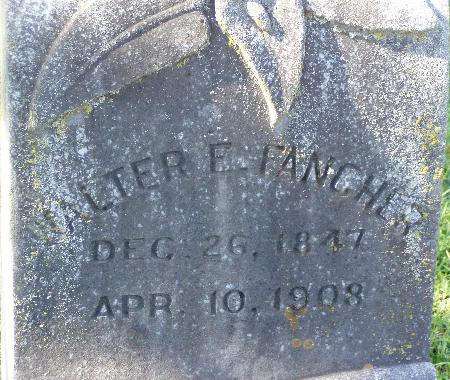 WALTER E. FANCHER
DEC. 26, 1847
APR. 10, 1908